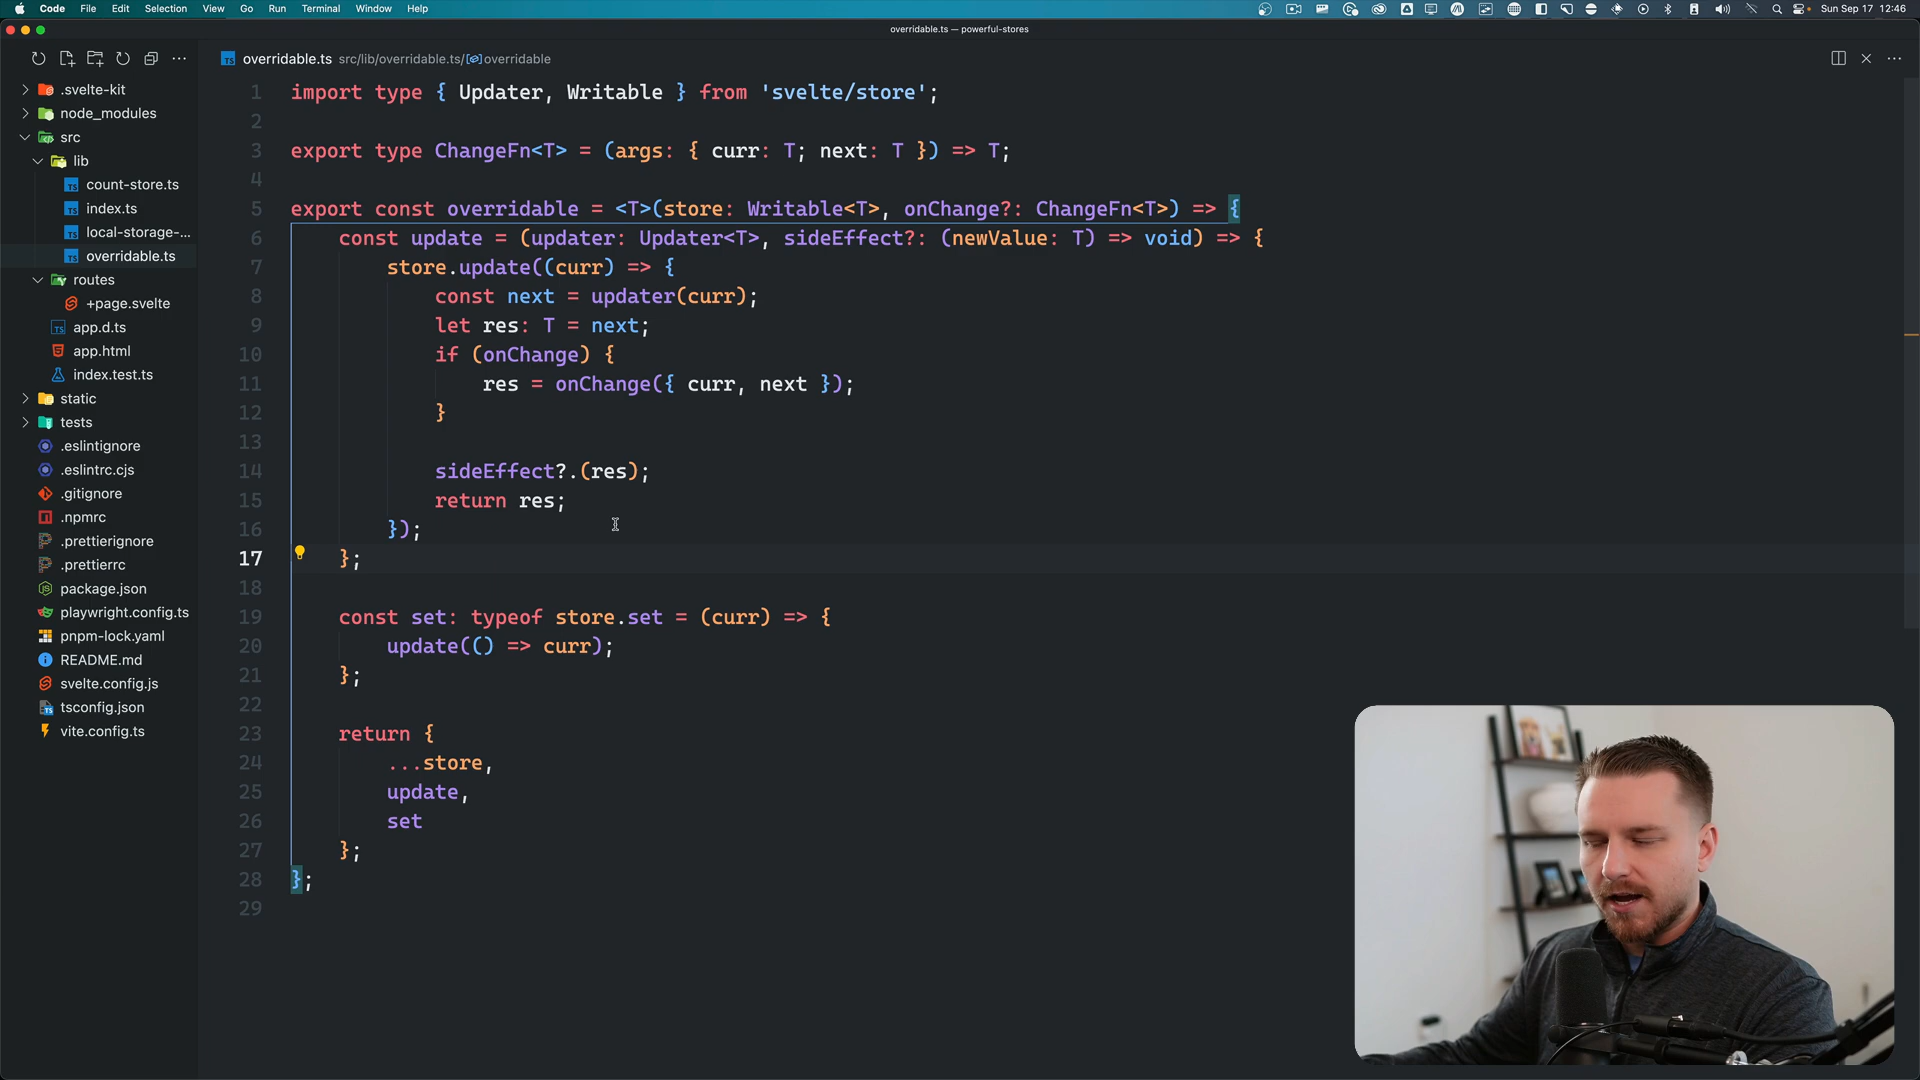 Code File Edit Selection View Go Run Terminal Window Help Sun Sep 17 12:46
overridable.ts — powerful-stores
overridable.ts src/lib/overridable.ts/ overridable
.svelte-kit
node_modules
src
lib
count-store.ts
index.ts
local-storage-...
overridable.ts
routes
+page.svelte
app.d.ts
app.html
index.test.ts
static
tests
.eslintignore
.eslintrc.cjs
.gitignore
.npmrc
.prettierignore
.prettierrc
package.json
playwright.config.ts
pnpm-lock.yaml
README.md
svelte.config.js
tsconfig.json
vite.config.ts
1 import type { Updater, Writable } from 'svelte/store';
2
3 export type ChangeFn<T> = (args: { curr: T; next: T }) => T;
4
5 export const overridable = <T>(store: Writable<T>, onChange?: ChangeFn<T>) => {
6 const update = (updater: Updater<T>, sideEffect?: (newValue: T) => void) => {
7 store.update((curr) => {
8 const next = updater(curr);
9 let res: T = next;
10 if (onChange) {
11 res = onChange({ curr, next });
12 }
13
14 sideEffect?.(res);
15 return res;
16 });
17 };
18
19 const set: typeof store.set = (curr) => {
20 update(() => curr);
21 };
22
23 return {
24 ...store,
25 update,
26 set
27 };
28 };
29